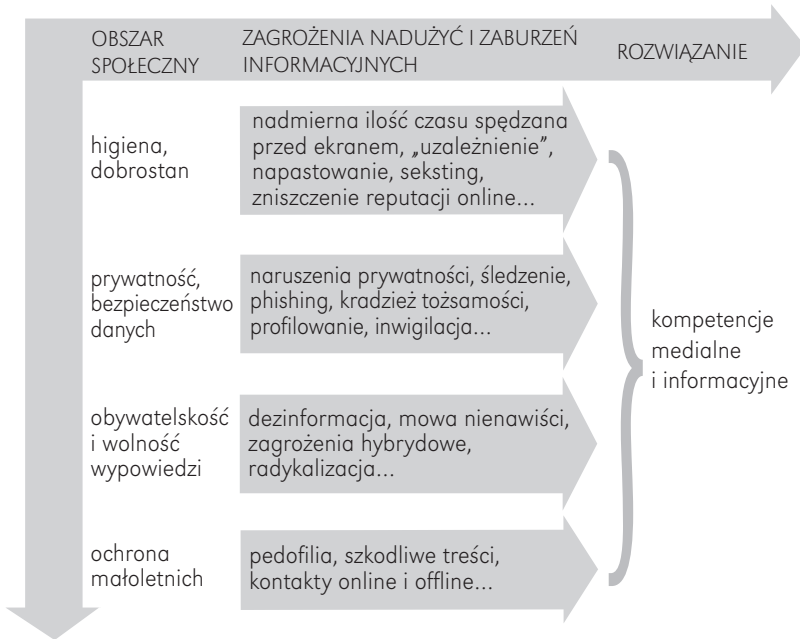 OBSZAR
SPOŁECZNY
ZAGROŻENIA NADUŻYĆ I ZABURZEŃ
INFORMACYJNYCH
ROZWIĄZANIE
higiena,
dobrostan
nadmierna ilość czasu spędzana
przed ekranem, „uzależnienie”,
napastowanie, seksting,
zniszczenie reputacji online...
prywatność,
bezpieczeństwo
danych
naruszenia prywatności, śledzenie,
phishing, kradzież tożsamości,
profilowanie, inwigilacja...
obywatelskość
i wolność
wypowiedzi
dezinformacja, mowa nienawiści,
zagrożenia hybrydowe,
radykalizacja...
ochrona
małoletnich
pedofilia, szkodliwe treści,
kontakty online i offline...
kompetencje
medialne
i informacyjne